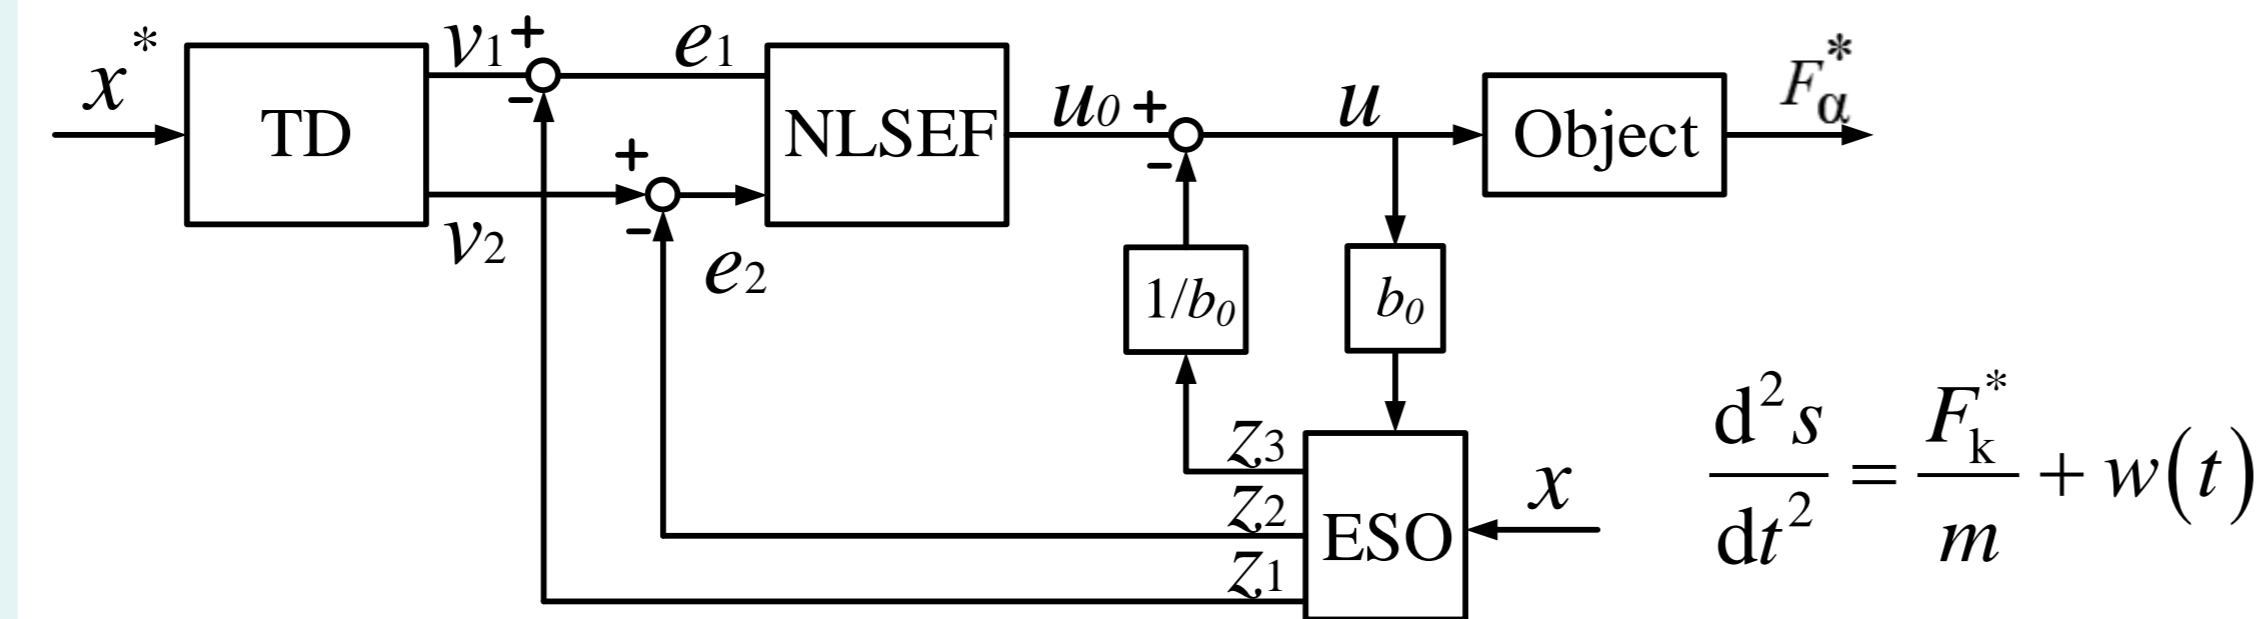 x* TD v1 + - e1 NLSEF u0 + - u Object F*α
v2 + - e2
1/b0 b0
z3
z2
z1 ESO x
d²s/dt² = F*k/m + w(t)